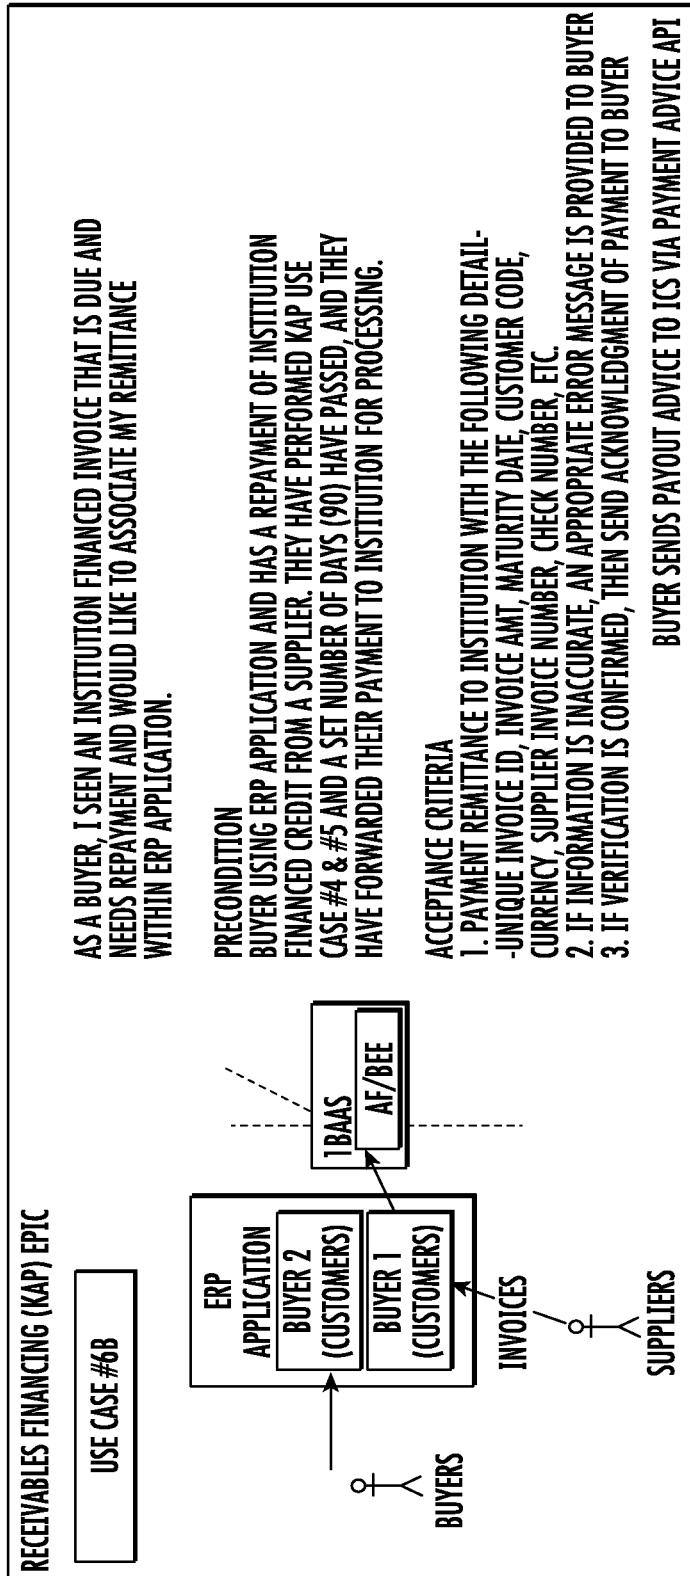 RECEIVABLES FINANCING (KAP) EPIC
USE CASE #6B
ERP
APPLICATION
BUYER 2
(CUSTOMERS)
BUYER 1
(CUSTOMERS)
1BAAS
AF/BEE
BUYERS
INVOICES
SUPPLIERS
AS A BUYER, I SEEN AN INSTITUTION FINANCED INVOICE THAT IS DUE AND
NEEDS REPAYMENT AND WOULD LIKE TO ASSOCIATE MY REMITTANCE
WITHIN ERP APPLICATION.
PRECONDITION
BUYER USING ERP APPLICATION AND HAS A REPAYMENT OF INSTITUTION
FINANCED CREDIT FROM A SUPPLIER. THEY HAVE PERFORMED KAP USE
CASE #4 & #5 AND A SET NUMBER OF DAYS (90) HAVE PASSED, AND THEY
HAVE FORWARDED THEIR PAYMENT TO INSTITUTION FOR PROCESSING.
ACCEPTANCE CRITERIA
1. PAYMENT REMITTANCE TO INSTITUTION WITH THE FOLLOWING DETAIL-
-UNIQUE INVOICE ID, INVOICE AMT, MATURITY DATE, CUSTOMER CODE,
CURRENCY, SUPPLIER INVOICE NUMBER, CHECK NUMBER, ETC.
2. IF INFORMATION IS INACCURATE, AN APPROPRIATE ERROR MESSAGE IS PROVIDED TO BUYER
3. IF VERIFICATION IS CONFIRMED, THEN SEND ACKNOWLEDGMENT OF PAYMENT TO BUYER
BUYER SENDS PAYOUT ADVICE TO ICS VIA PAYMENT ADVICE API